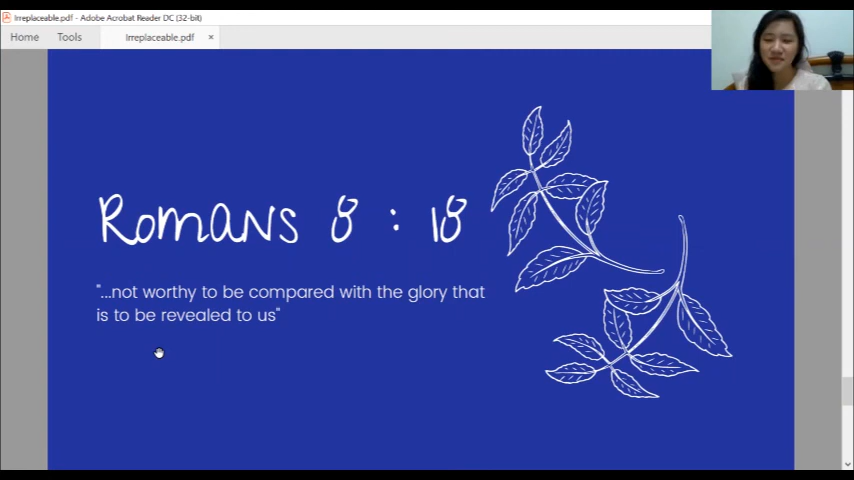 Irreplaceable.pdf - Adobe Acrobat Reader DC (32-bit)
Home Tools Irreplaceable.pdf ×
Romans 8 : 18
"...not worthy to be compared with the glory that
is to be revealed to us"